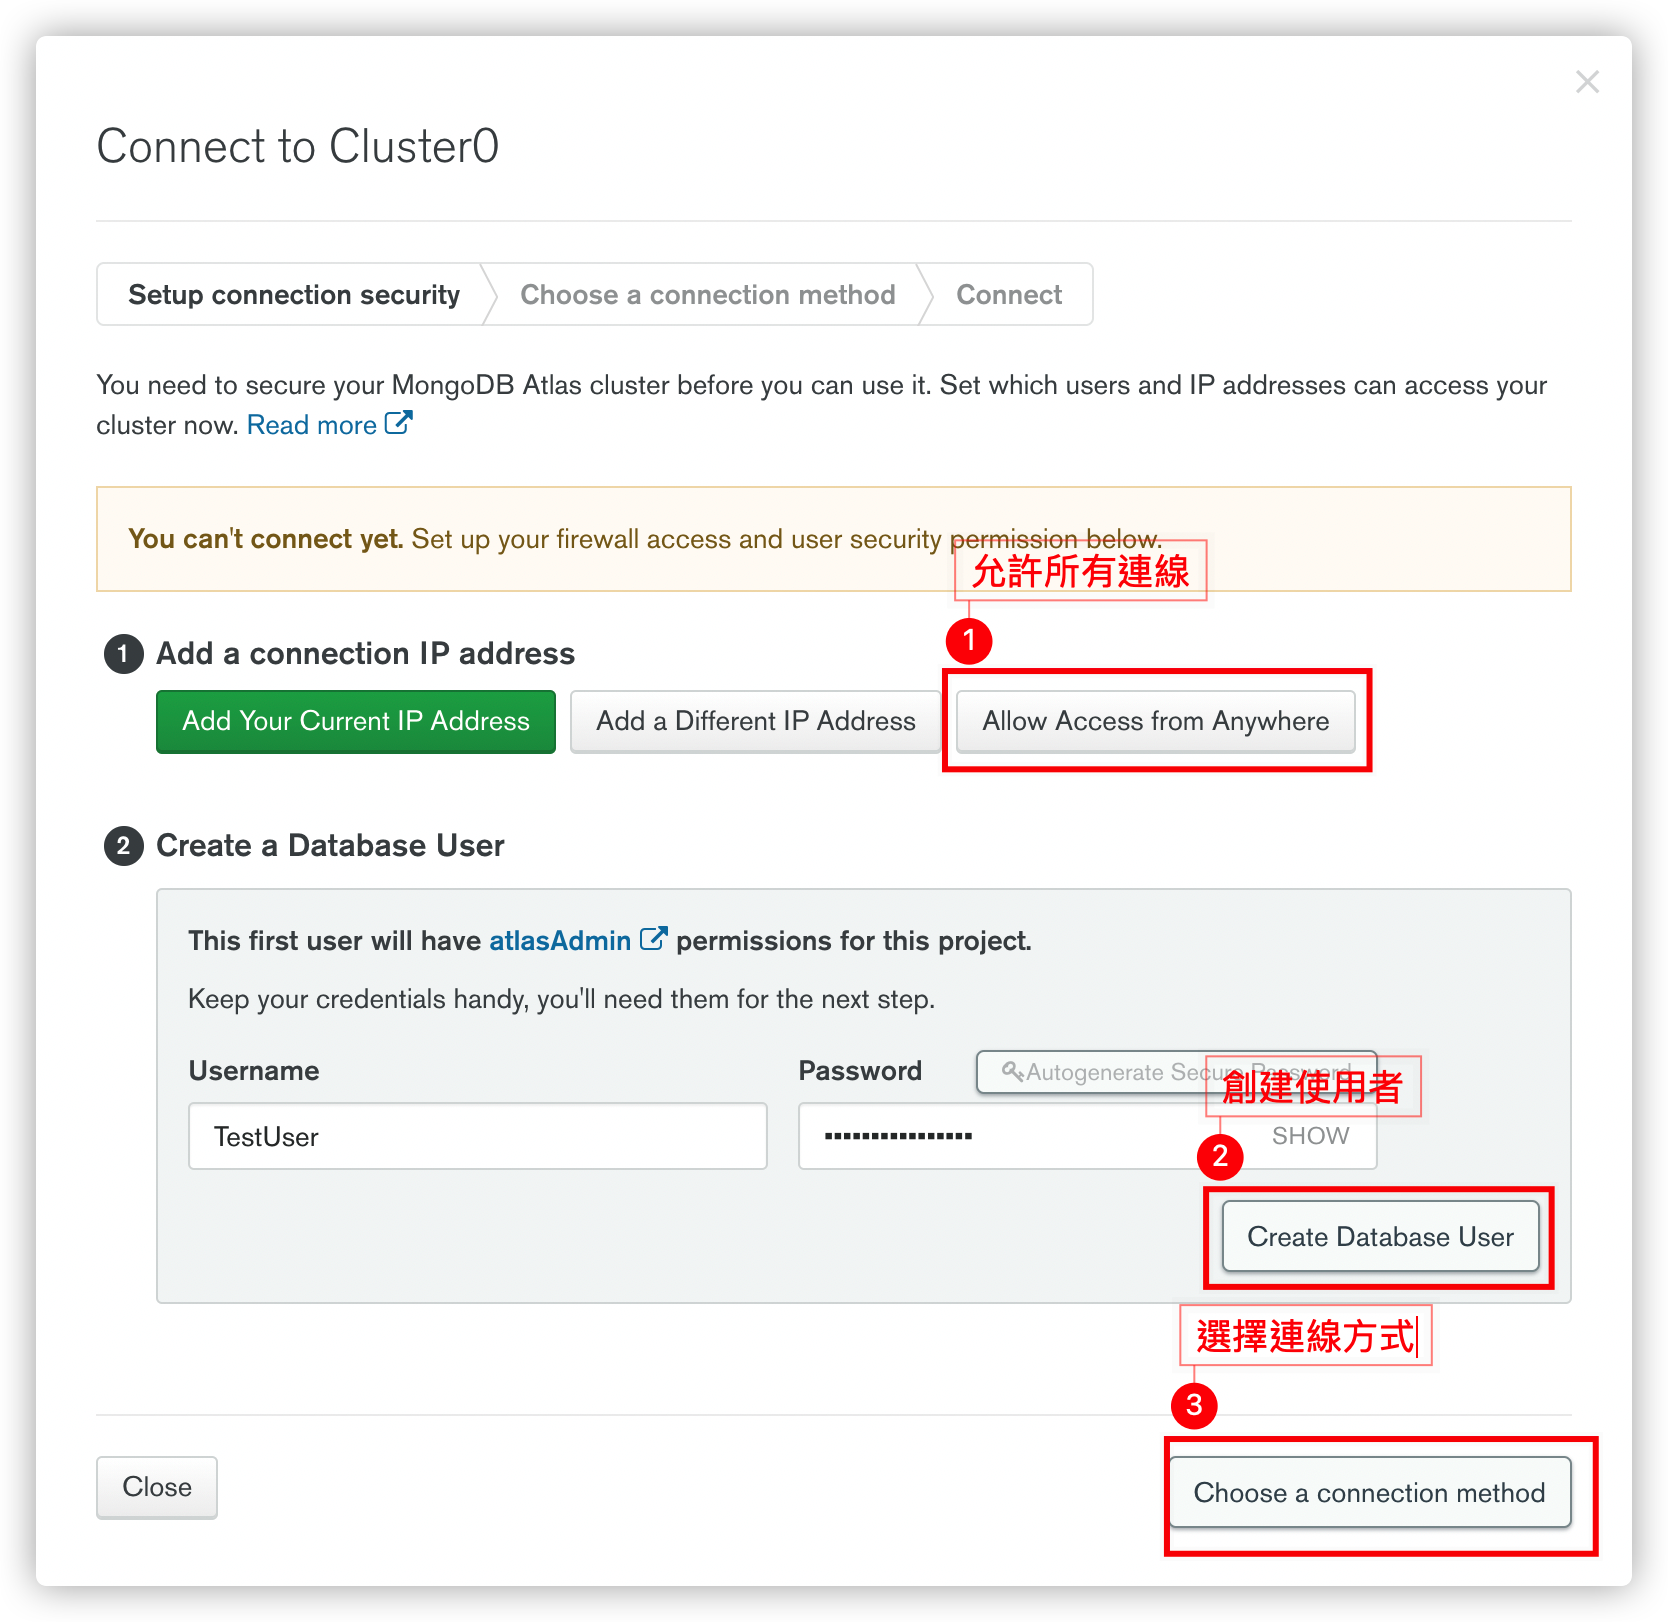 Connect to Cluster0
Setup connection security
Choose a connection method
Connect
You need to secure your MongoDB Atlas cluster before you can use it. Set which users and IP addresses can access your
cluster now. Read more
You can't connect yet. Set up your firewall access and user security permission below.
允許所有連線
1
1 Add a connection IP address
Add Your Current IP Address
Add a Different IP Address
Allow Access from Anywhere
2 Create a Database User
This first user will have atlasAdmin permissions for this project.
Keep your credentials handy, you'll need them for the next step.
Username
Password
Autogenerate Secure Password
創建使用者
TestUser
SHOW
2
Create Database User
選擇連線方式
3
Close
Choose a connection method